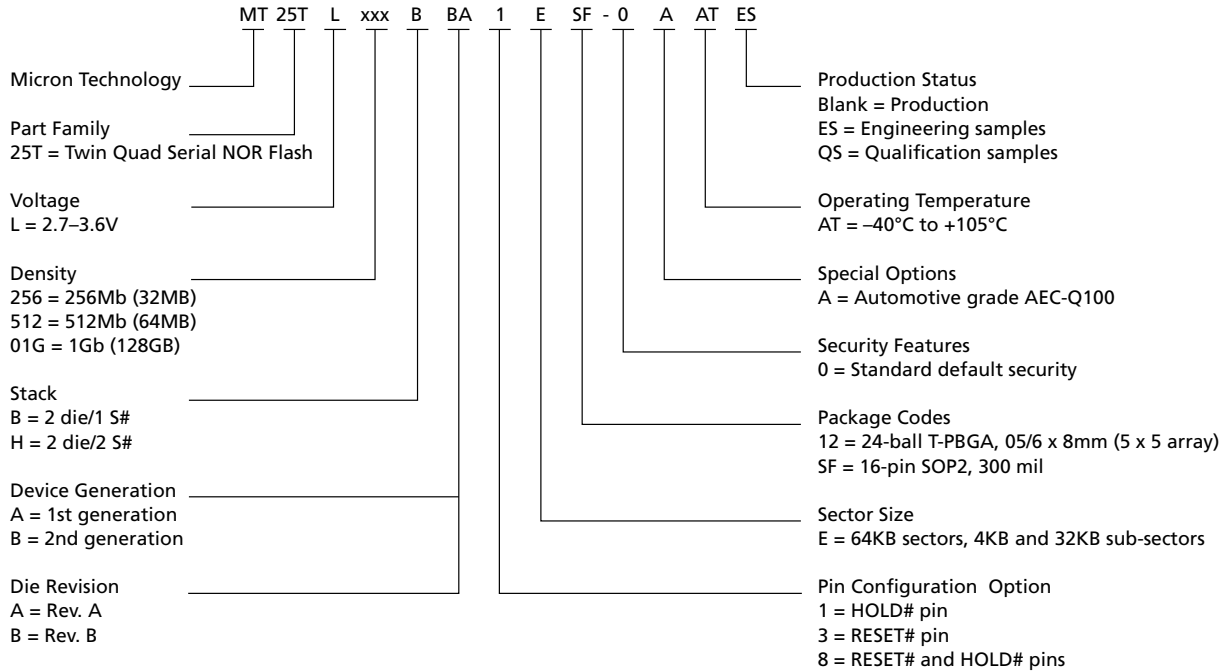 MT 25T L xxx B BA 1 E SF - 0 A AT ES
Micron Technology
Part Family
25T = Twin Quad Serial NOR Flash
Voltage
L = 2.7–3.6V
Density
256 = 256Mb (32MB)
512 = 512Mb (64MB)
01G = 1Gb (128GB)
Stack
B = 2 die/1 S#
H = 2 die/2 S#
Device Generation
A = 1st generation
B = 2nd generation
Die Revision
A = Rev. A
B = Rev. B
Production Status
Blank = Production
ES = Engineering samples
QS = Qualification samples
Operating Temperature
AT = –40°C to +105°C
Special Options
A = Automotive grade AEC-Q100
Security Features
0 = Standard default security
Package Codes
12 = 24-ball T-PBGA, 05/6 x 8mm (5 x 5 array)
SF = 16-pin SOP2, 300 mil
Sector Size
E = 64KB sectors, 4KB and 32KB sub-sectors
Pin Configuration Option
1 = HOLD# pin
3 = RESET# pin
8 = RESET# and HOLD# pins